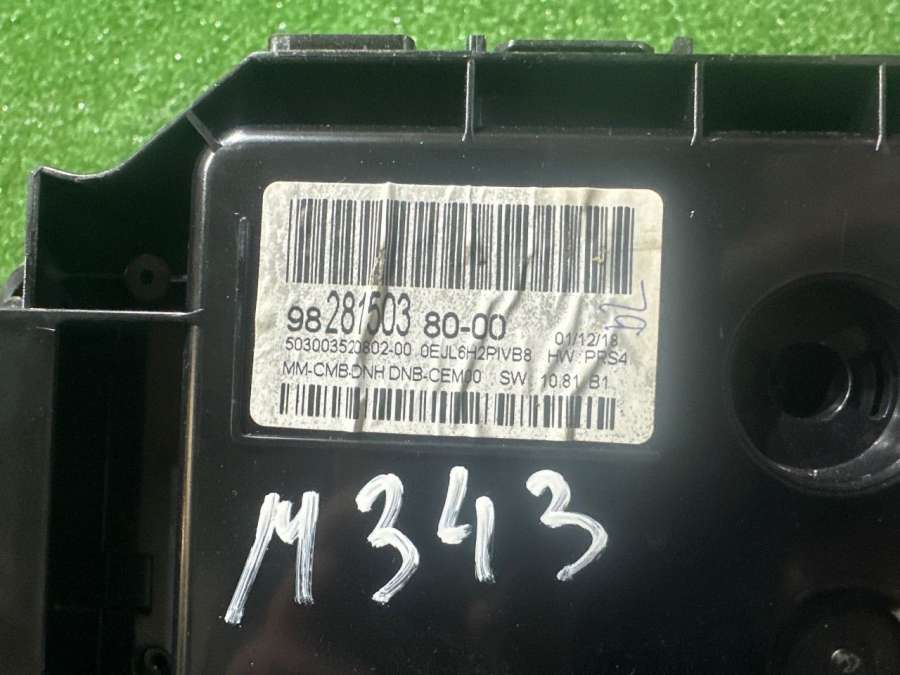 98 281503 80-00
01/12/18
503003520802-00 0EJL6H2PIVB8 HW PRS4
MM-CMB-DNH DNB-CEM00 SW 10.81 B1
M343